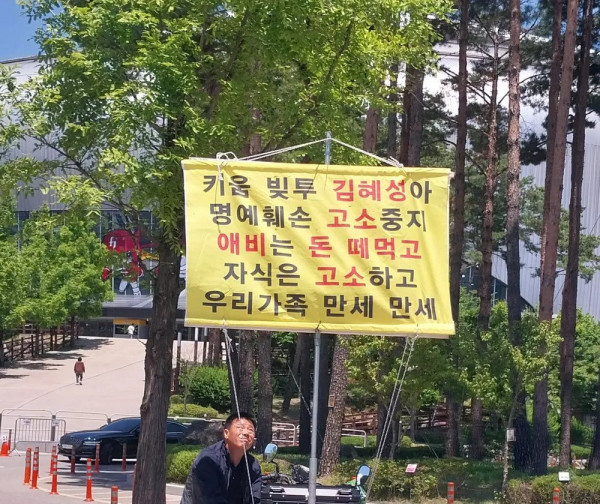 키움 빚투 김혜성아
명예훼손 고소중지
애비는 돈 떼먹고
자식은 고소하고
우리가족 만세 만세